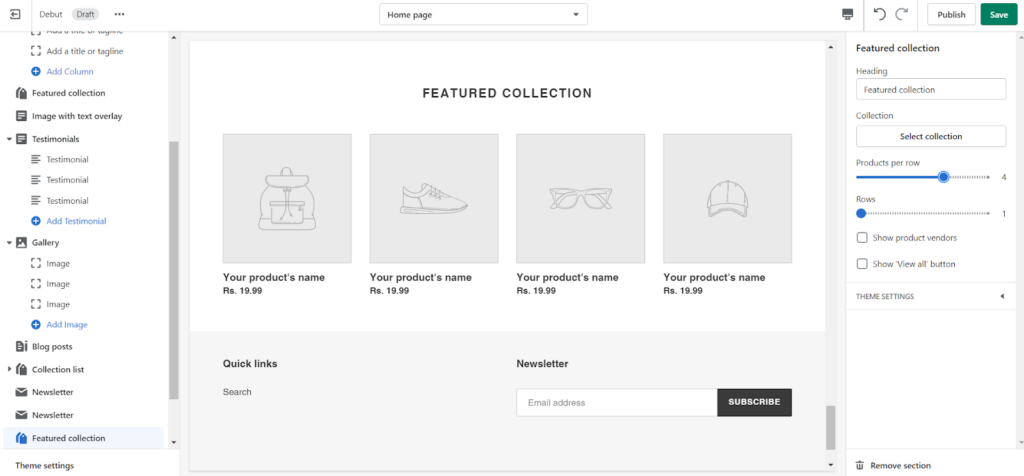 Debut
Draft
Home page
Publish
Save
Add a title or tagline
Add a title or tagline
Add Column
Featured collection
Image with text overlay
Testimonials
Testimonial
Testimonial
Testimonial
Add Testimonial
Gallery
Image
Image
Image
Add Image
Blog posts
Collection list
Newsletter
Newsletter
Featured collection
Theme settings
FEATURED COLLECTION
Your product's name
Rs. 19.99
Your product's name
Rs. 19.99
Your product's name
Rs. 19.99
Your product's name
Rs. 19.99
Quick links
Search
Newsletter
Email address
SUBSCRIBE
Featured collection
Heading
Featured collection
Collection
Select collection
Products per row
4
Rows
1
Show product vendors
Show 'View all' button
THEME SETTINGS
Remove section